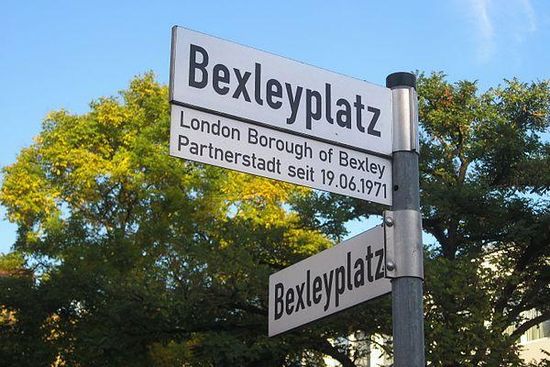 Bexleyplatz
London Borough of Bexley
Partnerstadt seit 19.06.1971
Bexleyplatz